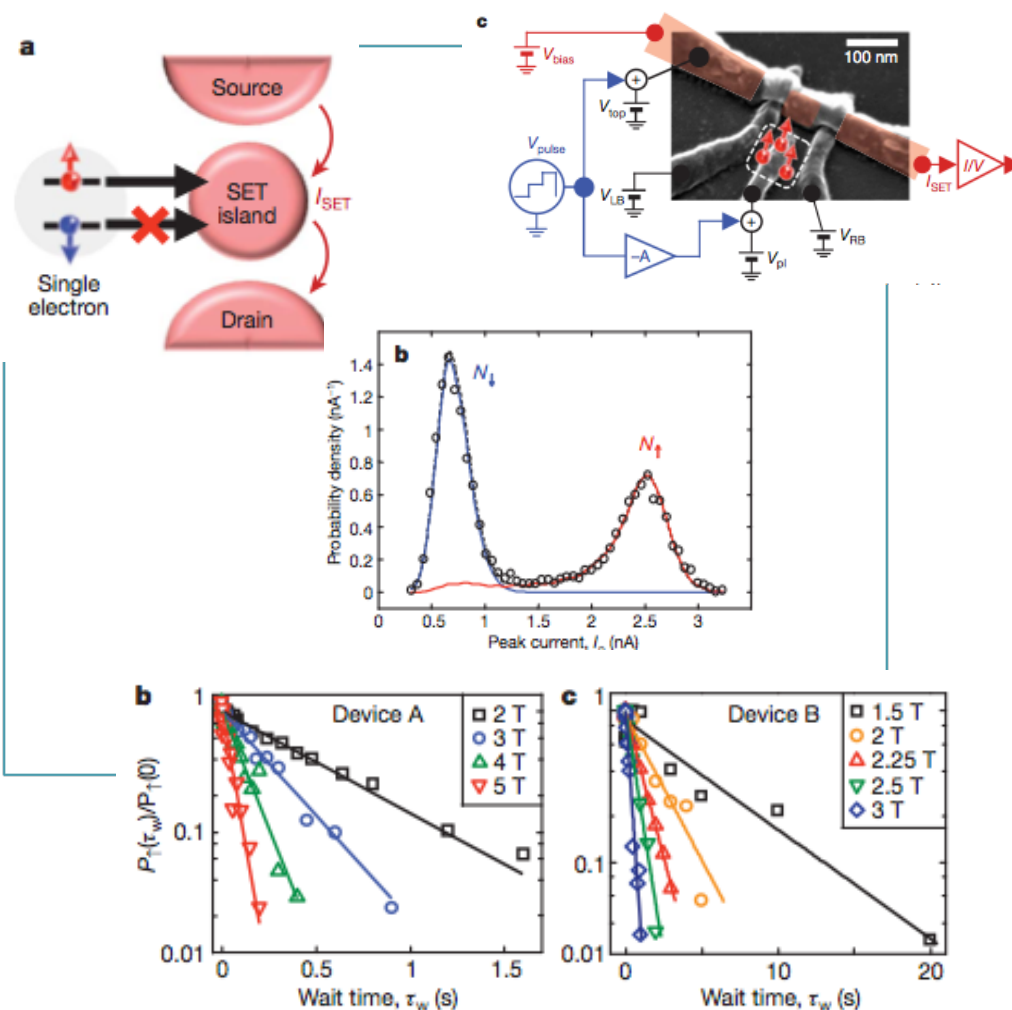 a
Source
SET
island
I_SET
Single
electron
Drain
c
V_bias
100 nm
V_top
V_pulse
V_LB
I_SET
I/V
–A
V_pl
V_RB
b
N↓
N↑
Probability density (nA⁻¹)
1.4
1.2
1
0.8
0.6
0.4
0.2
0
0 0.5 1 1.5 2 2.5 3
Peak current, (nA)
b
Device A
2 T
3 T
4 T
5 T
P↑(τ_w)/P↑(0)
1
0.1
0.01
0 0.5 1 1.5
Wait time, τ_w (s)
c
Device B
1.5 T
2 T
2.25 T
2.5 T
3 T
1
0.1
0.01
0 10 20
Wait time, τ_w (s)